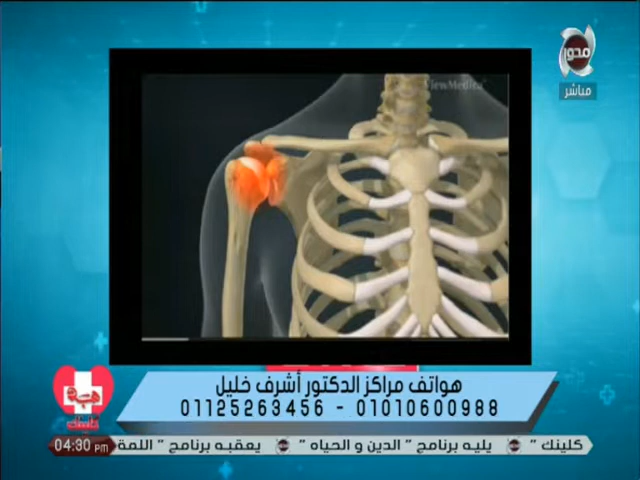 محور
مباشر
ViewMedica
هواتف مراكز الدكتور أشرف خليل
01125263456 - 01010600988
كلينك
04:30 PM
كلينك " يليه برنامج " الدين و الحياه " يعقبه برنامج " اللمة